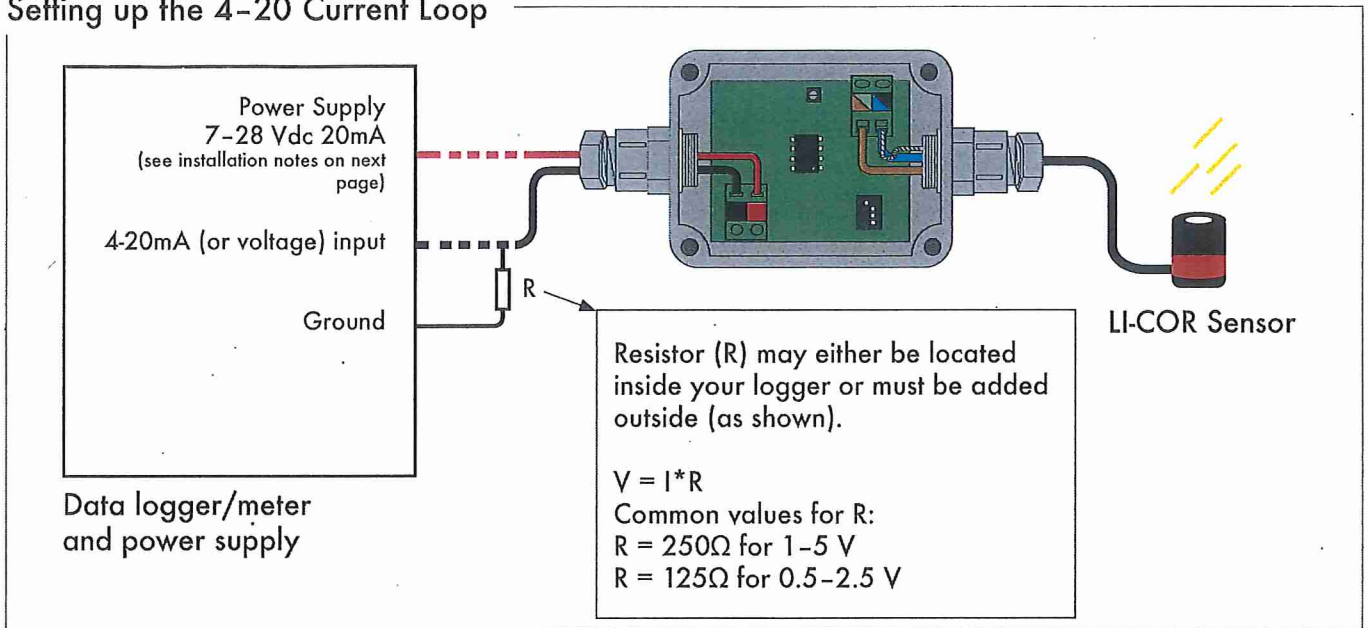 Setting up the 4-20 Current Loop
Power Supply
7-28 Vdc 20mA
(see installation notes on next
page)
4-20mA (or voltage) input
Ground
R
LI-COR Sensor
Resistor (R) may either be located
inside your logger or must be added
outside (as shown).
V = I*R
Common values for R:
R = 250Ω for 1-5 V
R = 125Ω for 0.5-2.5 V
Data logger/meter
and power supply